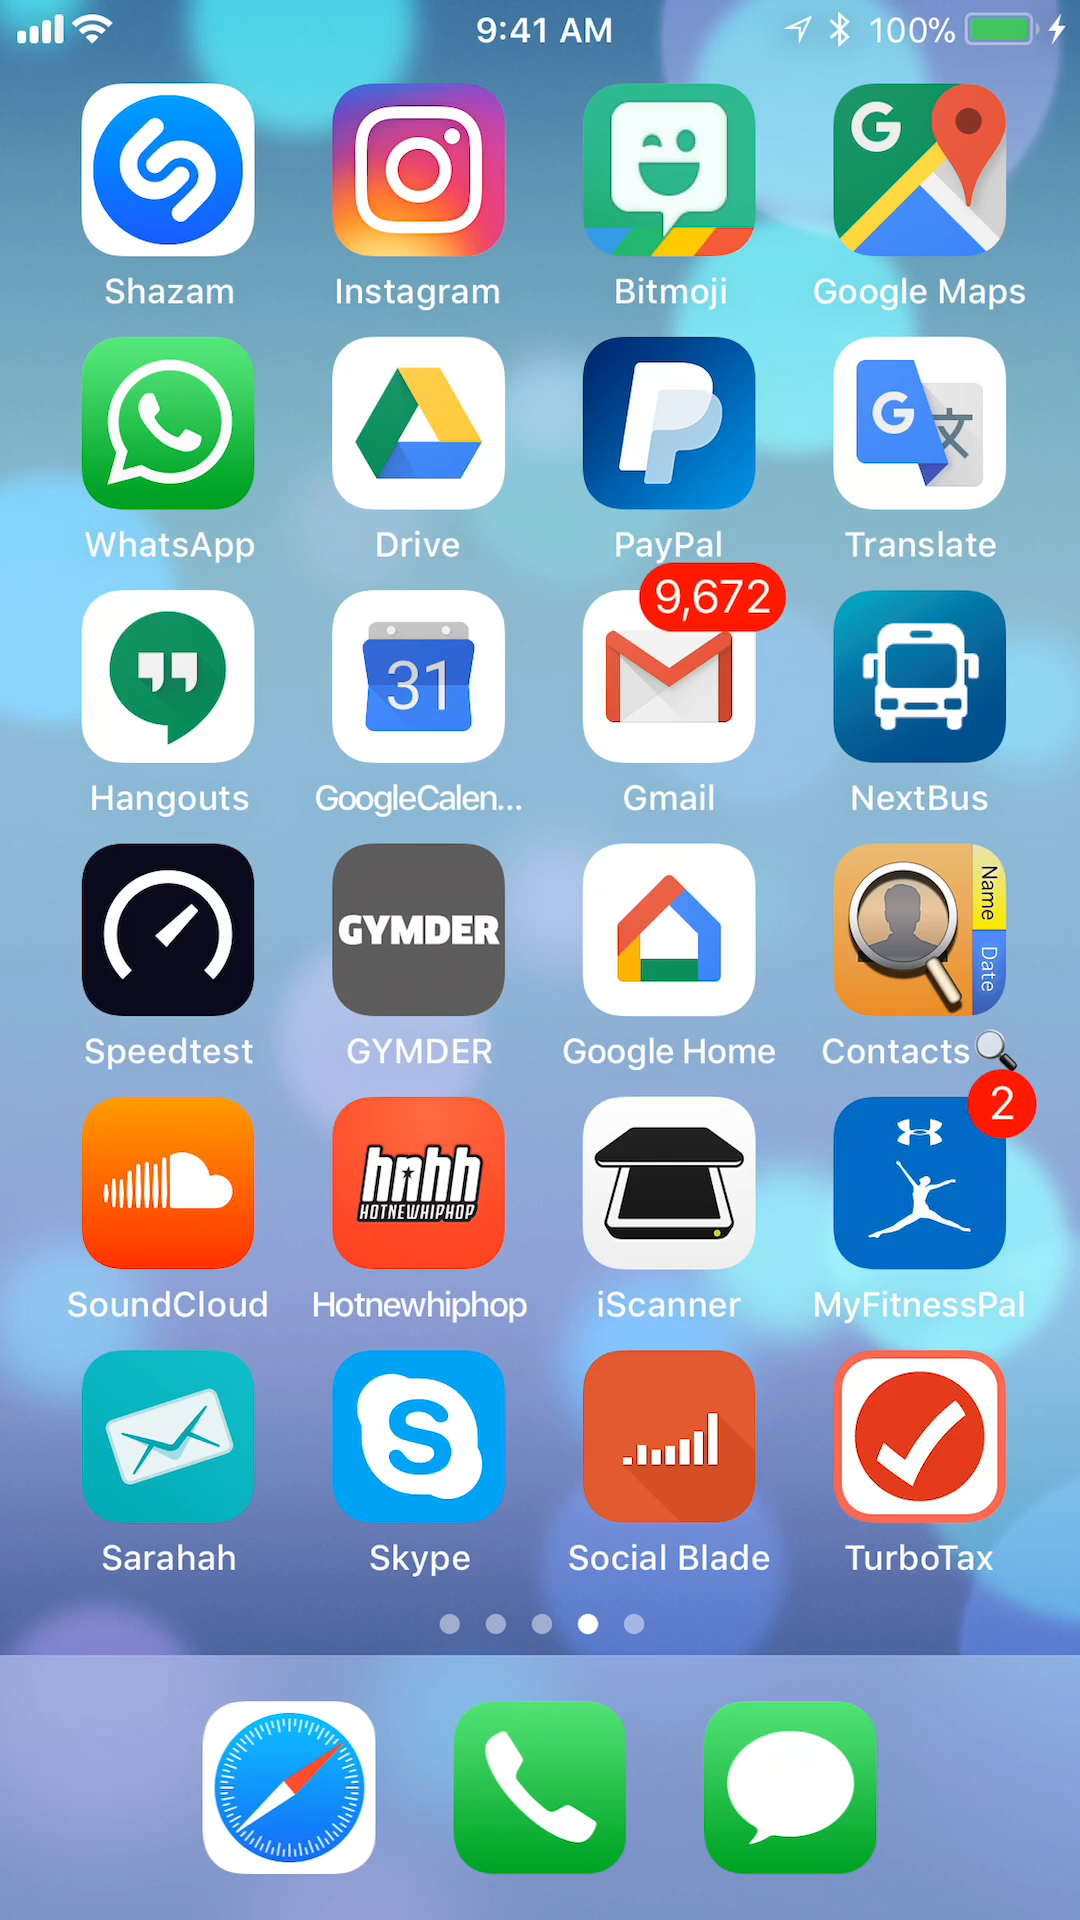 9:41 AM
100%
G
Shazam
Instagram
Bitmoji
Google Maps
G
文
WhatsApp
Drive
PayPal
Translate
31
9,672
Hangouts
GoogleCalen...
Gmail
NextBus
GYMDER
Name
Date
Speedtest
GYMDER
Google Home
Contacts🔍
hnhh
HOTNEWHIPHOP
2
SoundCloud
Hotnewhiphop
iScanner
MyFitnessPal
S
Sarahah
Skype
Social Blade
TurboTax